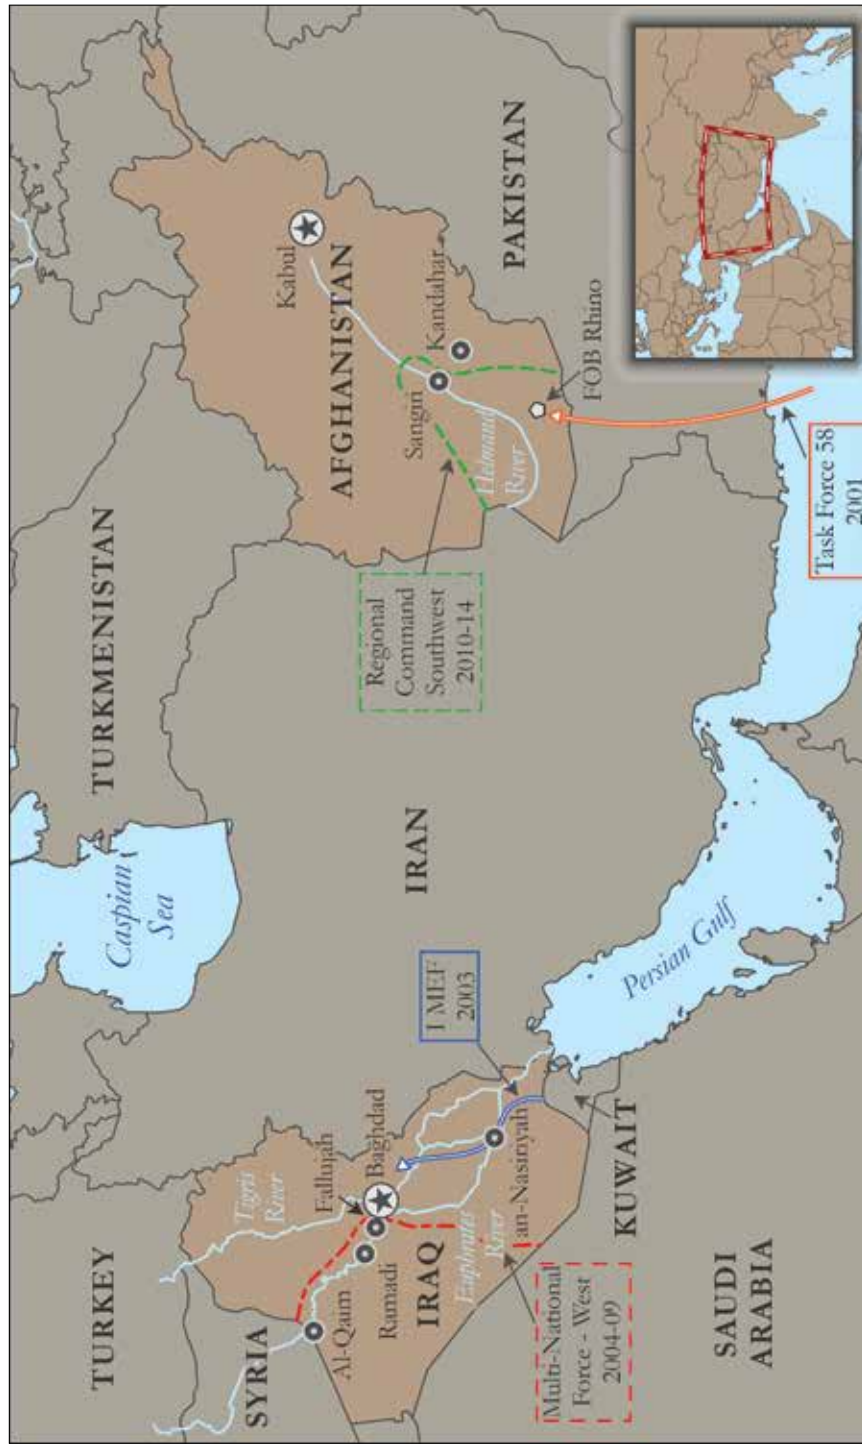 TURKEY
SYRIA
Al-Qaim
Ramadi
Fallujah
Baghdad
Tigris
River
IRAQ
Euphrates
River
an-Nasiriyah
Multi-National
Force - West
2004-09
I MEF
2003
KUWAIT
SAUDI
ARABIA
Caspian
Sea
IRAN
Persian Gulf
TURKMENISTAN
Regional
Command
Southwest
2010-14
AFGHANISTAN
Kabul
Sangin
Kandahar
Helmand
River
FOB Rhino
PAKISTAN
Task Force 58
2001